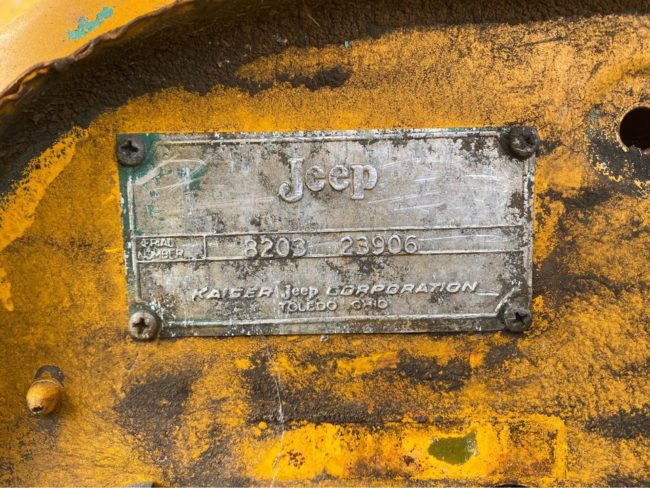 Jeep
SERIAL
NUMBER 8203 23906
KAISER Jeep CORPORATION
TOLEDO OHIO